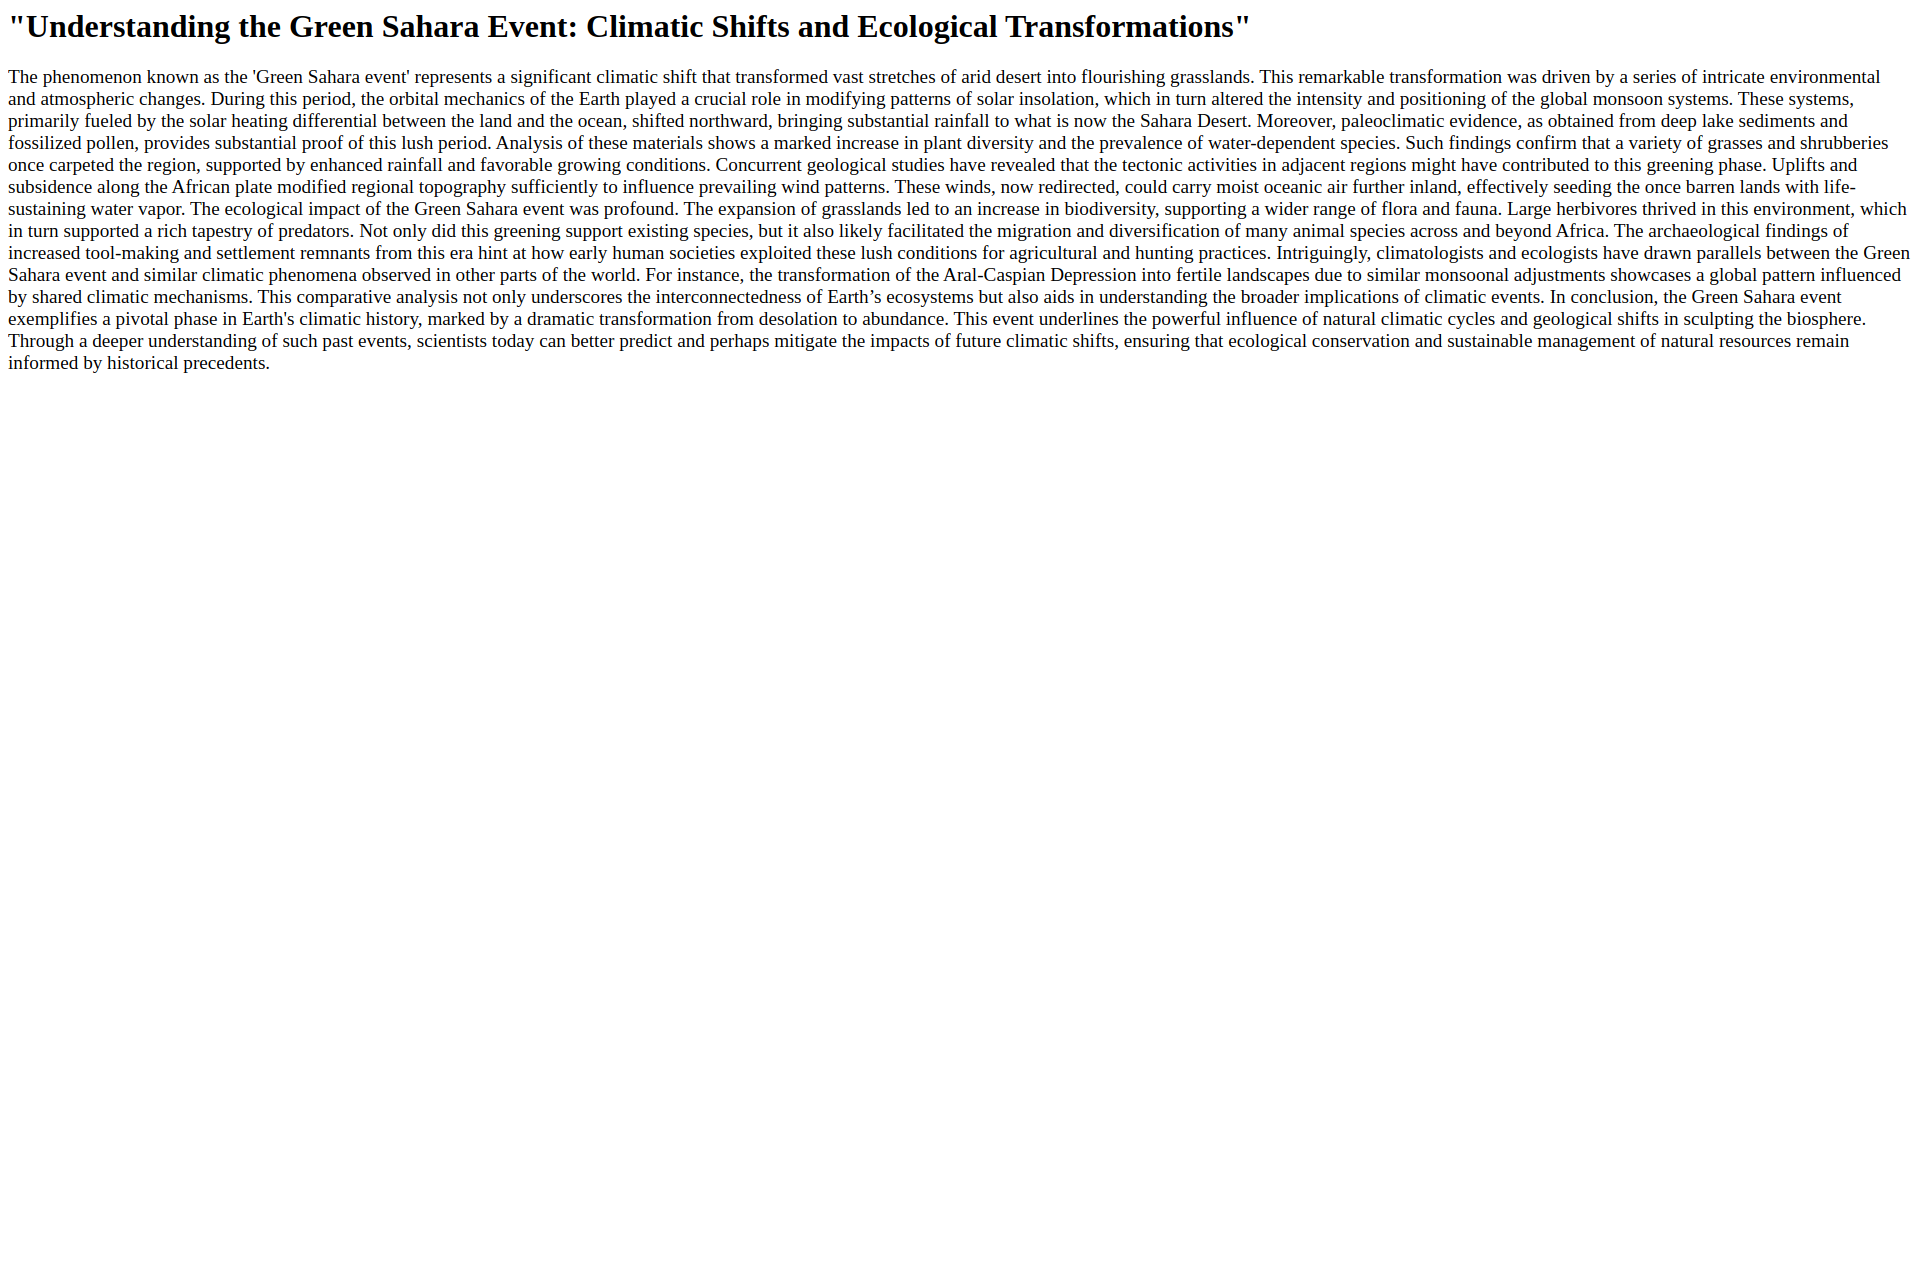 "Understanding the Green Sahara Event: Climatic Shifts and Ecological Transformations"
The phenomenon known as the 'Green Sahara event' represents a significant climatic shift that transformed vast stretches of arid desert into flourishing grasslands. This remarkable transformation was driven by a series of intricate environmental
and atmospheric changes. During this period, the orbital mechanics of the Earth played a crucial role in modifying patterns of solar insolation, which in turn altered the intensity and positioning of the global monsoon systems. These systems,
primarily fueled by the solar heating differential between the land and the ocean, shifted northward, bringing substantial rainfall to what is now the Sahara Desert. Moreover, paleoclimatic evidence, as obtained from deep lake sediments and
fossilized pollen, provides substantial proof of this lush period. Analysis of these materials shows a marked increase in plant diversity and the prevalence of water-dependent species. Such findings confirm that a variety of grasses and shrubberies
once carpeted the region, supported by enhanced rainfall and favorable growing conditions. Concurrent geological studies have revealed that the tectonic activities in adjacent regions might have contributed to this greening phase. Uplifts and
subsidence along the African plate modified regional topography sufficiently to influence prevailing wind patterns. These winds, now redirected, could carry moist oceanic air further inland, effectively seeding the once barren lands with life-
sustaining water vapor. The ecological impact of the Green Sahara event was profound. The expansion of grasslands led to an increase in biodiversity, supporting a wider range of flora and fauna. Large herbivores thrived in this environment, which
in turn supported a rich tapestry of predators. Not only did this greening support existing species, but it also likely facilitated the migration and diversification of many animal species across and beyond Africa. The archaeological findings of
increased tool-making and settlement remnants from this era hint at how early human societies exploited these lush conditions for agricultural and hunting practices. Intriguingly, climatologists and ecologists have drawn parallels between the Green
Sahara event and similar climatic phenomena observed in other parts of the world. For instance, the transformation of the Aral-Caspian Depression into fertile landscapes due to similar monsoonal adjustments showcases a global pattern influenced
by shared climatic mechanisms. This comparative analysis not only underscores the interconnectedness of Earth’s ecosystems but also aids in understanding the broader implications of climatic events. In conclusion, the Green Sahara event
exemplifies a pivotal phase in Earth's climatic history, marked by a dramatic transformation from desolation to abundance. This event underlines the powerful influence of natural climatic cycles and geological shifts in sculpting the biosphere.
Through a deeper understanding of such past events, scientists today can better predict and perhaps mitigate the impacts of future climatic shifts, ensuring that ecological conservation and sustainable management of natural resources remain
informed by historical precedents.